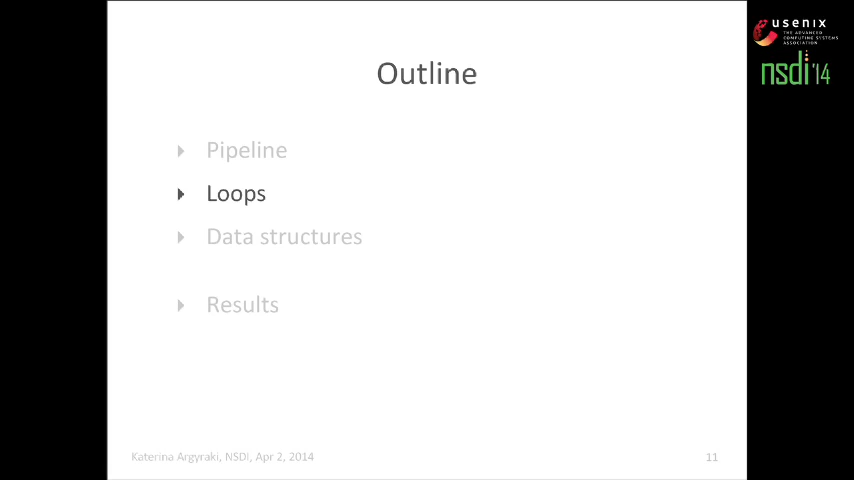 usenix
THE ADVANCED
COMPUTING SYSTEMS
ASSOCIATION
nsdi '14
Outline
Pipeline
Loops
Data structures
Results
Katerina Argyraki, NSDI, Apr 2, 2014
11